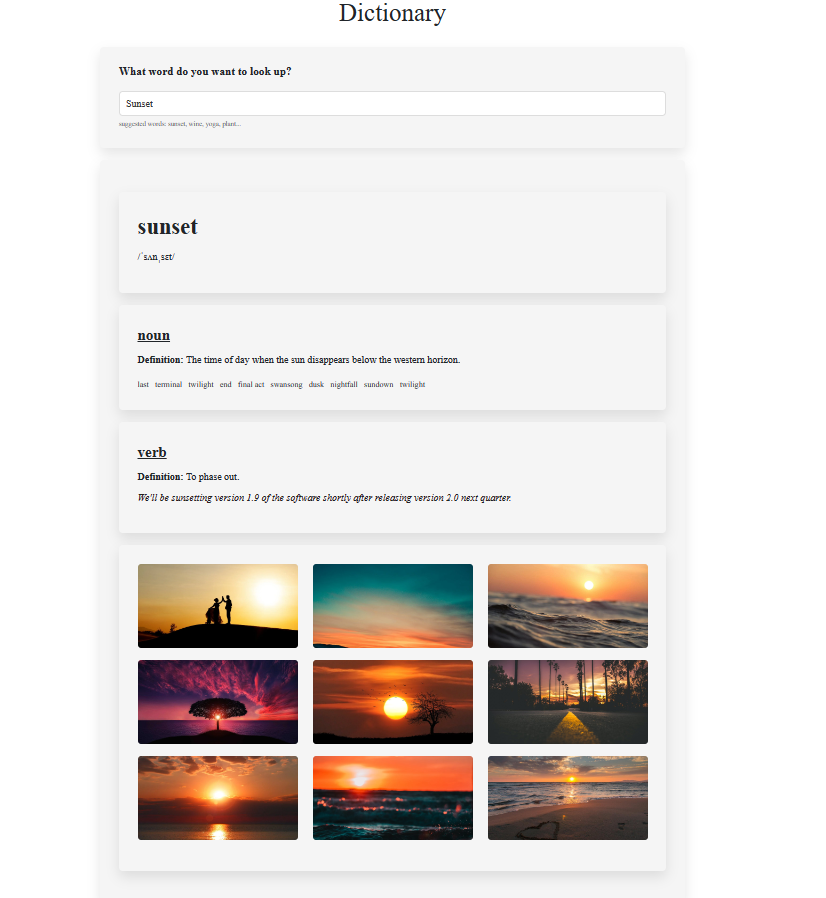 Dictionary
What word do you want to look up?
Sunset
suggested words: sunset, wine, yoga, plant...
sunset
/ˈsʌnˌsɛt/
noun
Definition: The time of day when the sun disappears below the western horizon.
last terminal twilight end final act swansong dusk nightfall sundown twilight
verb
Definition: To phase out.
We'll be sunsetting version 1.9 of the software shortly after releasing version 2.0 next quarter.